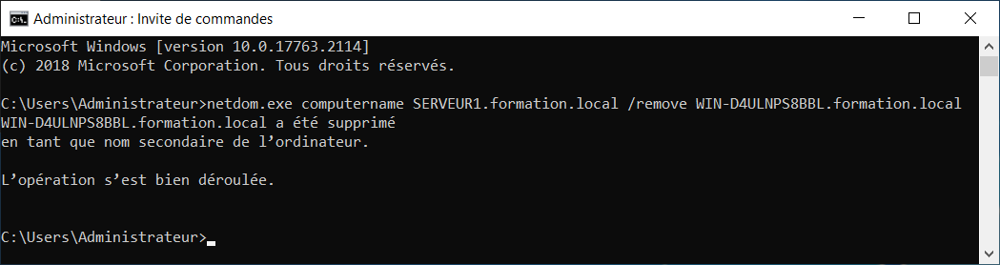 Administrateur : Invite de commandes
Microsoft Windows [version 10.0.17763.2114]
(c) 2018 Microsoft Corporation. Tous droits réservés.
C:\Users\Administrateur>netdom.exe computername SERVEUR1.formation.local /remove WIN-D4ULNPS8BBL.formation.local
WIN-D4ULNPS8BBL.formation.local a été supprimé
en tant que nom secondaire de l’ordinateur.
L’opération s’est bien déroulée.
C:\Users\Administrateur>